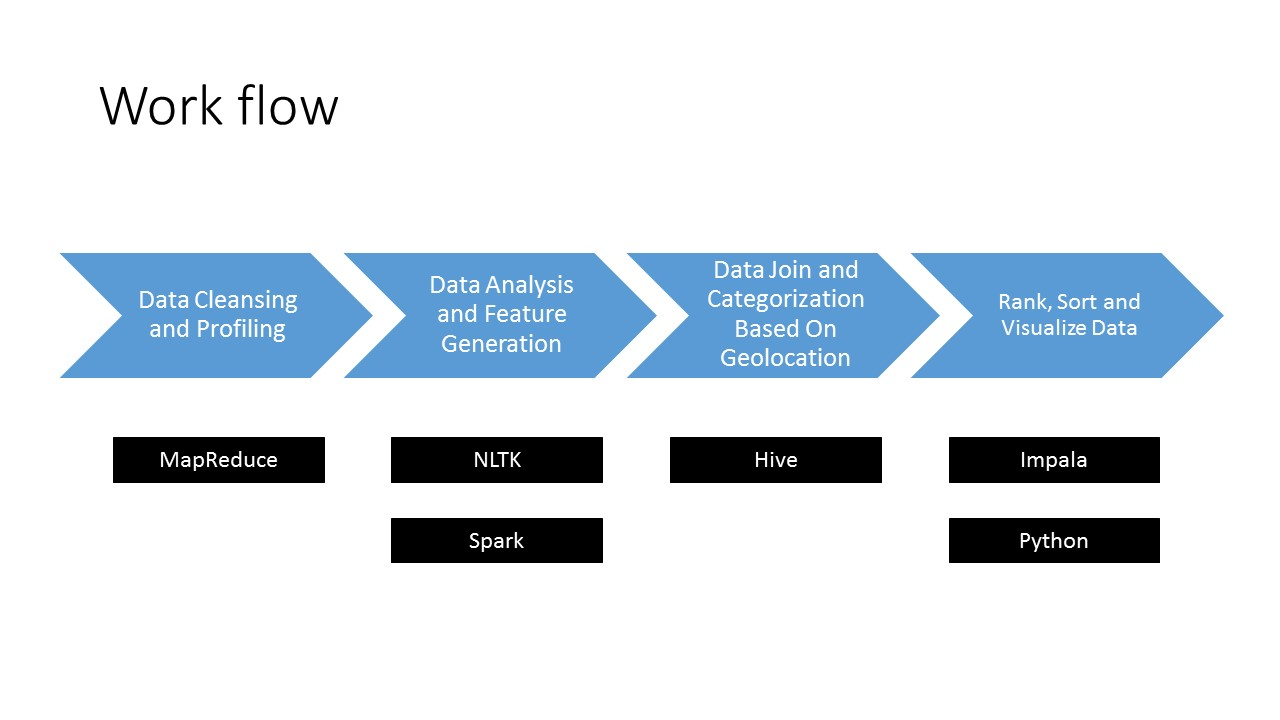 Work flow
Data Cleansing
and Profiling
Data Analysis
and Feature
Generation
Data Join and
Categorization
Based On
Geolocation
Rank, Sort and
Visualize Data
MapReduce
NLTK
Hive
Impala
Spark
Python